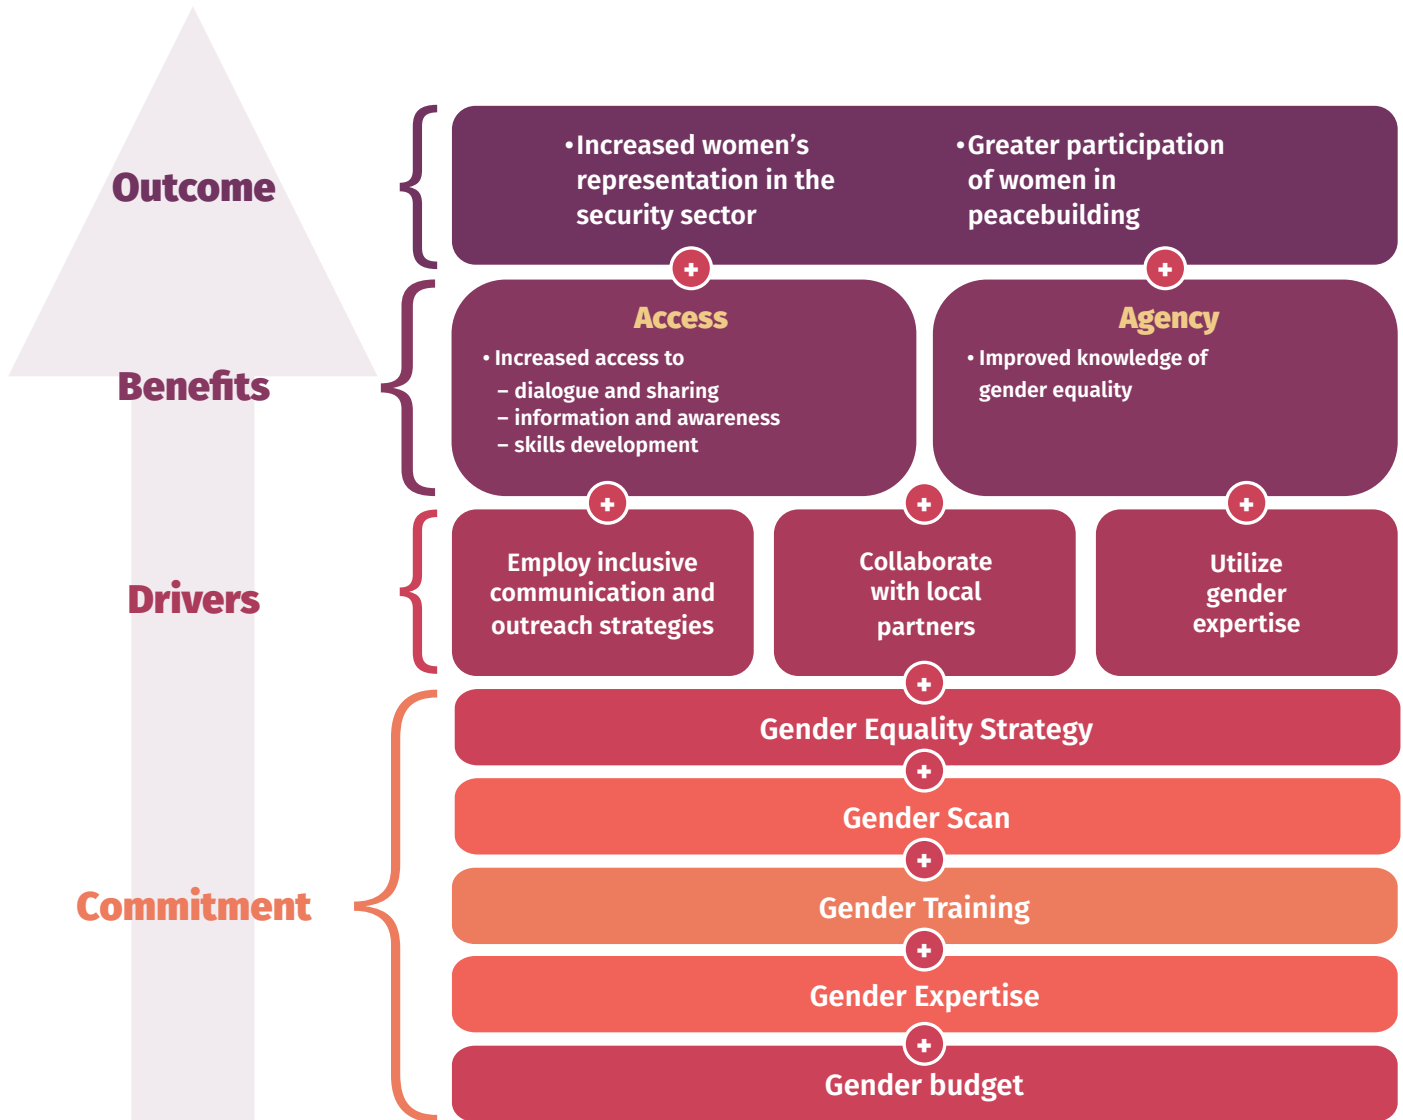 Outcome
•Increased women’s
representation in the
security sector
•Greater participation
of women in
peacebuilding
Benefits
Access
• Increased access to
– dialogue and sharing
– information and awareness
– skills development
Agency
• Improved knowledge of
gender equality
Drivers
Employ inclusive
communication and
outreach strategies
Collaborate
with local
partners
Utilize
gender
expertise
Commitment
Gender Equality Strategy
Gender Scan
Gender Training
Gender Expertise
Gender budget